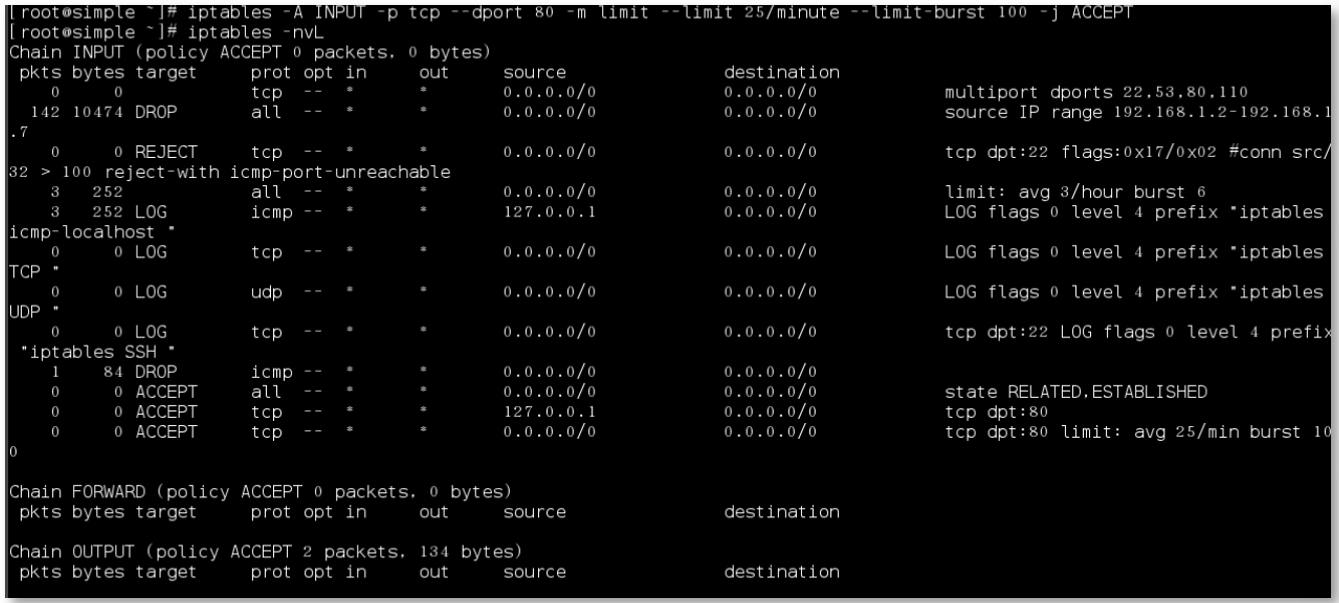 [root@simple ~]# iptables -A INPUT -p tcp --dport 80 -m limit --limit 25/minute --limit-burst 100 -j ACCEPT
[root@simple ~]# iptables -nvL
Chain INPUT (policy ACCEPT 0 packets, 0 bytes)
pkts bytes target prot opt in out source destination
0 0 tcp -- * * 0.0.0.0/0 0.0.0.0/0 multiport dports 22,53,80,110
142 10474 DROP all -- * * 0.0.0.0/0 0.0.0.0/0 source IP range 192.168.1.2-192.168.1
.7
0 0 REJECT tcp -- * * 0.0.0.0/0 0.0.0.0/0 tcp dpt:22 flags:0x17/0x02 #conn src/
32 > 100 reject-with icmp-port-unreachable
3 252 all -- * * 0.0.0.0/0 0.0.0.0/0 limit: avg 3/hour burst 6
3 252 LOG icmp -- * * 127.0.0.1 0.0.0.0/0 LOG flags 0 level 4 prefix "iptables
icmp-localhost "
0 0 LOG tcp -- * * 0.0.0.0/0 0.0.0.0/0 LOG flags 0 level 4 prefix "iptables
TCP "
0 0 LOG udp -- * * 0.0.0.0/0 0.0.0.0/0 LOG flags 0 level 4 prefix "iptables
UDP "
0 0 LOG tcp -- * * 0.0.0.0/0 0.0.0.0/0 tcp dpt:22 LOG flags 0 level 4 prefix
"iptables SSH "
1 84 DROP icmp -- * * 0.0.0.0/0 0.0.0.0/0
0 0 ACCEPT all -- * * 0.0.0.0/0 0.0.0.0/0 state RELATED,ESTABLISHED
0 0 ACCEPT tcp -- * * 127.0.0.1 0.0.0.0/0 tcp dpt:80
0 0 ACCEPT tcp -- * * 0.0.0.0/0 0.0.0.0/0 tcp dpt:80 limit: avg 25/min burst 10
0
Chain FORWARD (policy ACCEPT 0 packets, 0 bytes)
pkts bytes target prot opt in out source destination
Chain OUTPUT (policy ACCEPT 2 packets, 134 bytes)
pkts bytes target prot opt in out source destination